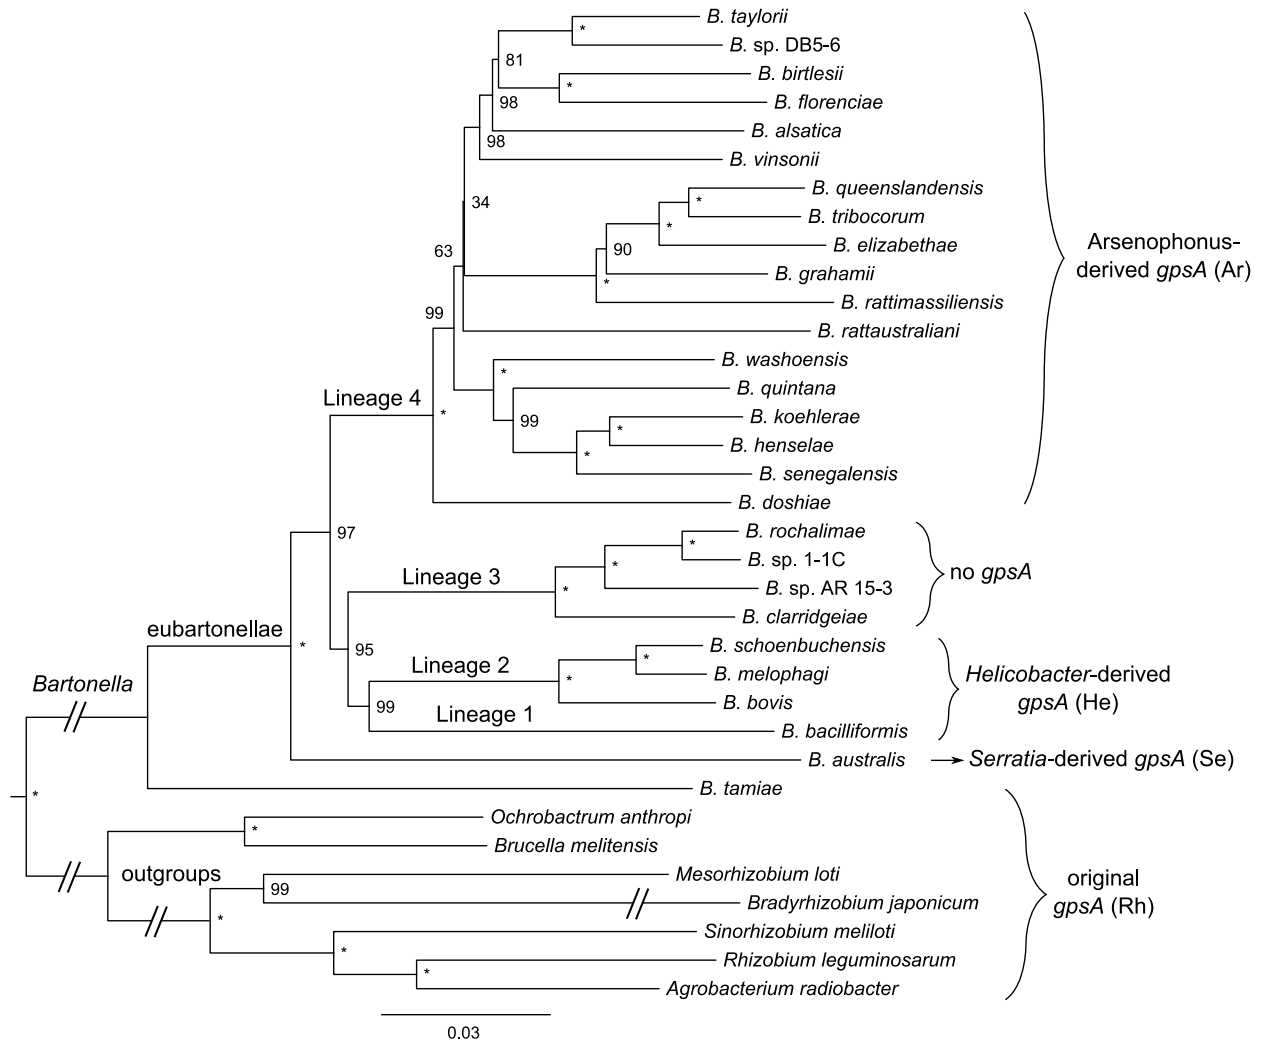 B. taylorii
*
B. sp. DB5-6
81
B. birtlesii
*
B. florenciae
98
B. alsatica
98
B. vinsonii
B. queenslandensis
*
34
B. tribocorum
*
B. elizabethae
90
63
B. grahamii
*
B. rattimassiliensis
99
B. rattaustraliani
Arsenophonus-
derived gpsA (Ar)
B. washoensis
*
B. quintana
Lineage 4
*
B. koehlerae
99
*
B. henselae
*
B. senegalensis
B. doshiae
97
B. rochalimae
*
B. sp. 1-1C
*
Lineage 3
B. sp. AR 15-3
*
B. clarridgeiae
no gpsA
eubartonellae
*
95
B. schoenbuchensis
*
Lineage 2
B. melophagi
*
B. bovis
99
Lineage 1
B. bacilliformis
Helicobacter-derived
gpsA (He)
Bartonella
B. australis
Serratia-derived gpsA (Se)
*
B. tamiae
Ochrobactrum anthropi
*
Brucella melitensis
outgroups
Mesorhizobium loti
99
Bradyrhizobium japonicum
*
Sinorhizobium meliloti
*
Rhizobium leguminosarum
*
Agrobacterium radiobacter
original
gpsA (Rh)
0.03